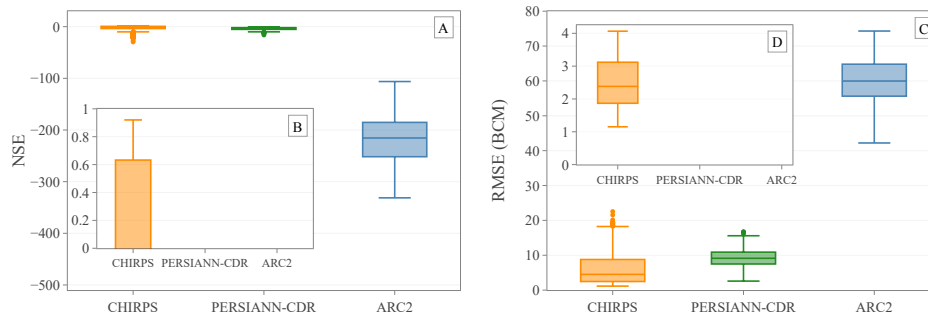 A
0
−100
−200
−300
−400
−500
NSE
B
1
0.8
0.6
0.4
0.2
0
CHIRPS PERSIANN-CDR ARC2
CHIRPS PERSIANN-CDR ARC2
C
80
70
60
50
40
30
20
10
0
RMSE (BCM)
D
4
3
2
1
0
CHIRPS PERSIANN-CDR ARC2
CHIRPS PERSIANN-CDR ARC2